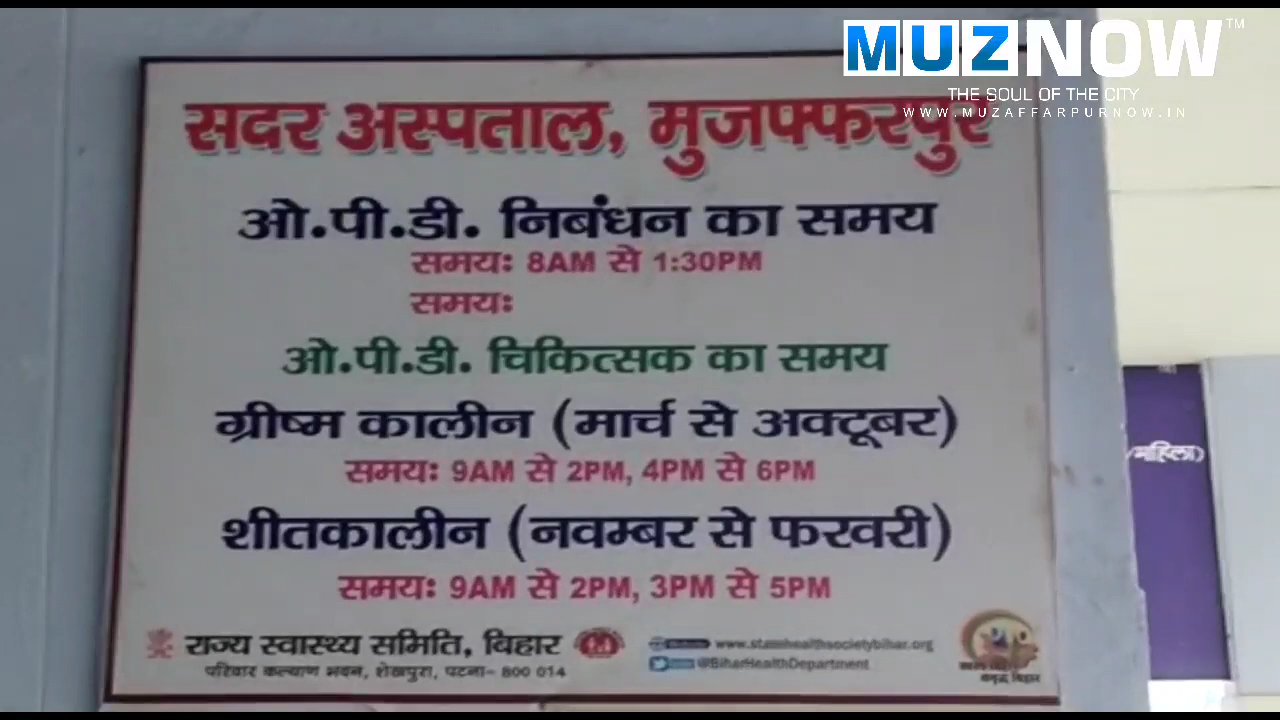 MUZNOW™
THE SOUL OF THE CITY
WWW.MUZAFFARPURNOW.IN
सदर अस्पताल, मुजफ्फरपुर
ओ.पी.डी. निबंधन का समय
समयः 8AM से 1:30PM
समयः
ओ.पी.डी. चिकित्सक का समय
ग्रीष्म कालीन (मार्च से अक्टूबर)
समयः 9AM से 2PM, 4PM से 6PM
(महिला)
शीतकालीन (नवम्बर से फरवरी)
समयः 9AM से 2PM, 3PM से 5PM
राज्य स्वास्थ्य समिति, बिहार
परिवार कल्याण भवन, शेखपुरा, पटना- 800 014
www.statehealthsocietybihar.org
@BiharHealthDepartment
बिहार